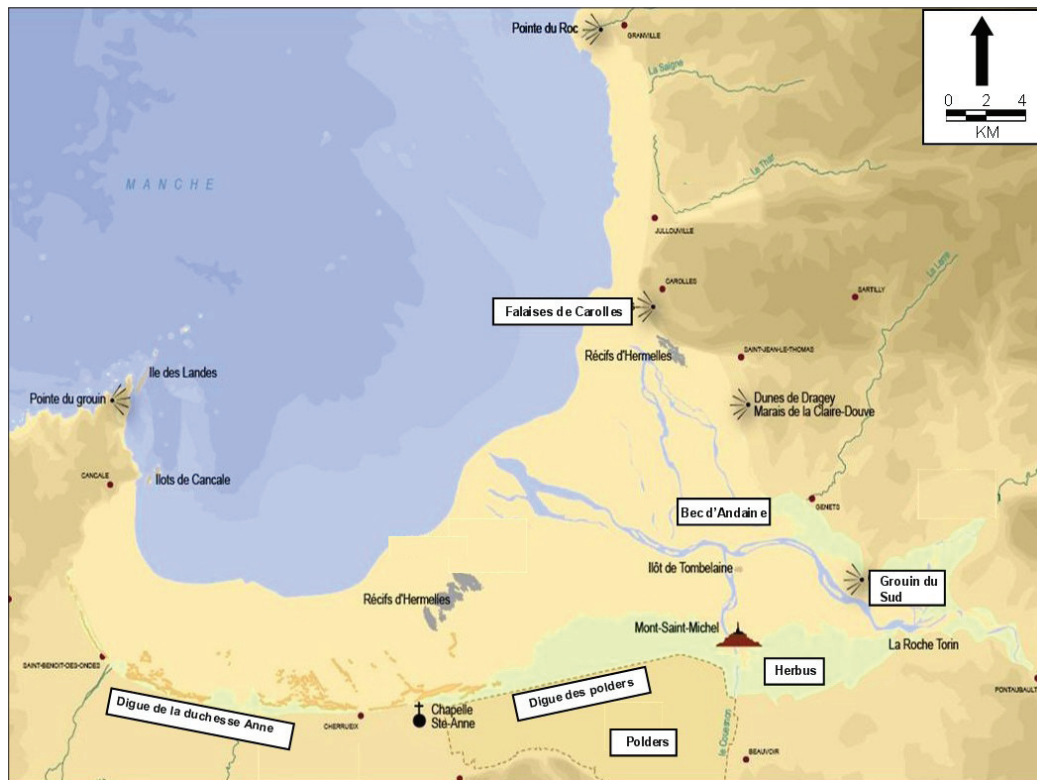 Pointe du Roc
GRANVILLE
0 2 4
KM
La Saigne
MANCHE
Le Thar
JULLOUVILLE
La Lerre
CAROLLES
SARTILLY
Falaises de Carolles
Récifs d'Hermelles
SAINT-JEAN-LE-THOMAS
Ile des Landes
Pointe du grouin
Dunes de Dragey
Marais de la Claire-Douve
CANCALE
Ilots de Cancale
GENETS
Bec d'Andaine
Ilôt de Tombelaine
Grouin du
Sud
Récifs d'Hermelles
Mont-Saint-Michel
La Roche Torin
SAINT-BENOIT-DES-ONDES
Herbus
PONTAUBAULT
Digue des polders
Digue de la duchesse Anne
Chapelle
Ste-Anne
CHERRUEIX
le Couesnon
Polders
BEAUVOIR